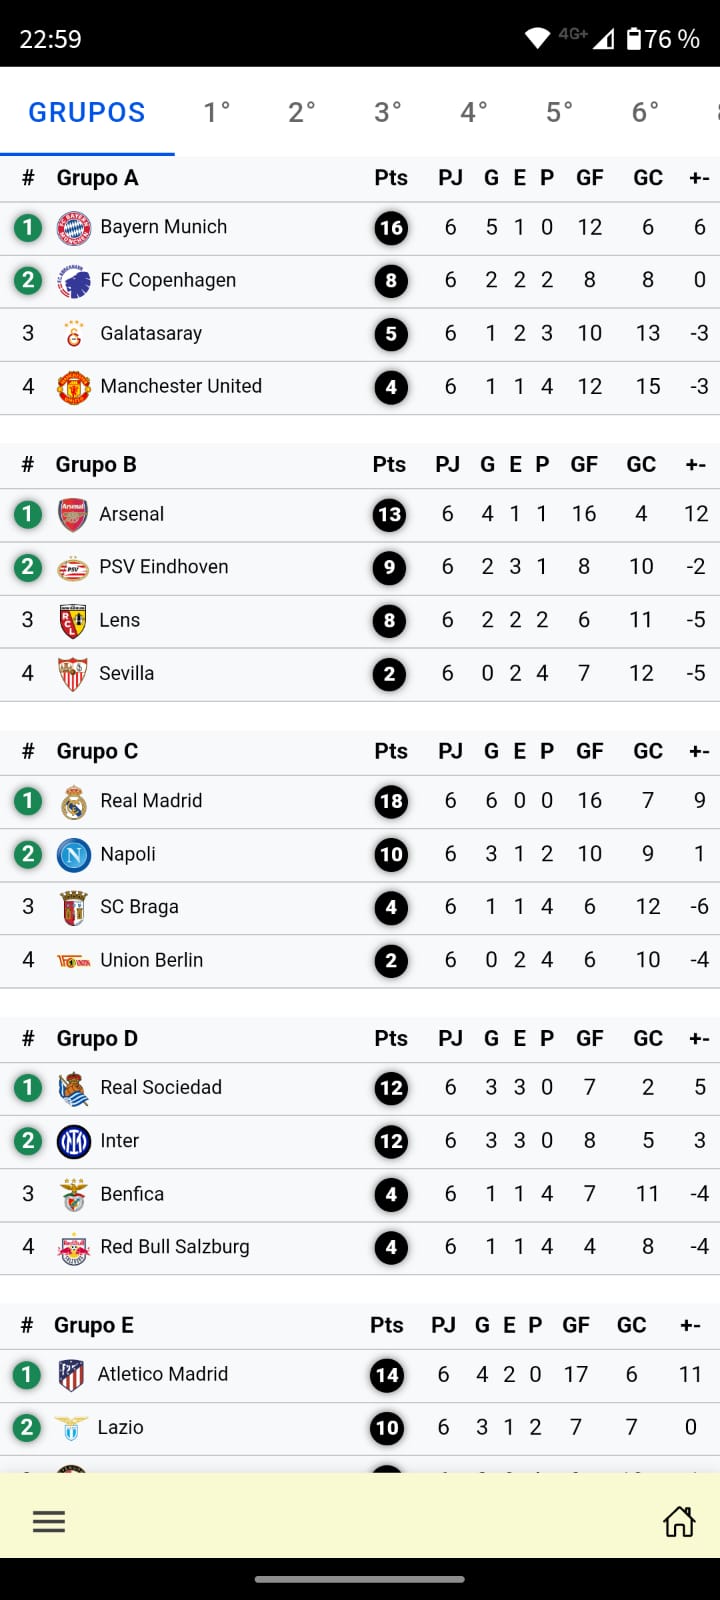 22:59 4G+ 76 %
GRUPOS 1° 2° 3° 4° 5° 6°
# Grupo A Pts PJ G E P GF GC +-
1 Bayern Munich 16 6 5 1 0 12 6 6
2 FC Copenhagen 8 6 2 2 2 8 8 0
3 Galatasaray 5 6 1 2 3 10 13 -3
4 Manchester United 4 6 1 1 4 12 15 -3
# Grupo B Pts PJ G E P GF GC +-
1 Arsenal 13 6 4 1 1 16 4 12
2 PSV Eindhoven 9 6 2 3 1 8 10 -2
3 Lens 8 6 2 2 2 6 11 -5
4 Sevilla 2 6 0 2 4 7 12 -5
# Grupo C Pts PJ G E P GF GC +-
1 Real Madrid 18 6 6 0 0 16 7 9
2 Napoli 10 6 3 1 2 10 9 1
3 SC Braga 4 6 1 1 4 6 12 -6
4 Union Berlin 2 6 0 2 4 6 10 -4
# Grupo D Pts PJ G E P GF GC +-
1 Real Sociedad 12 6 3 3 0 7 2 5
2 Inter 12 6 3 3 0 8 5 3
3 Benfica 4 6 1 1 4 7 11 -4
4 Red Bull Salzburg 4 6 1 1 4 4 8 -4
# Grupo E Pts PJ G E P GF GC +-
1 Atletico Madrid 14 6 4 2 0 17 6 11
2 Lazio 10 6 3 1 2 7 7 0